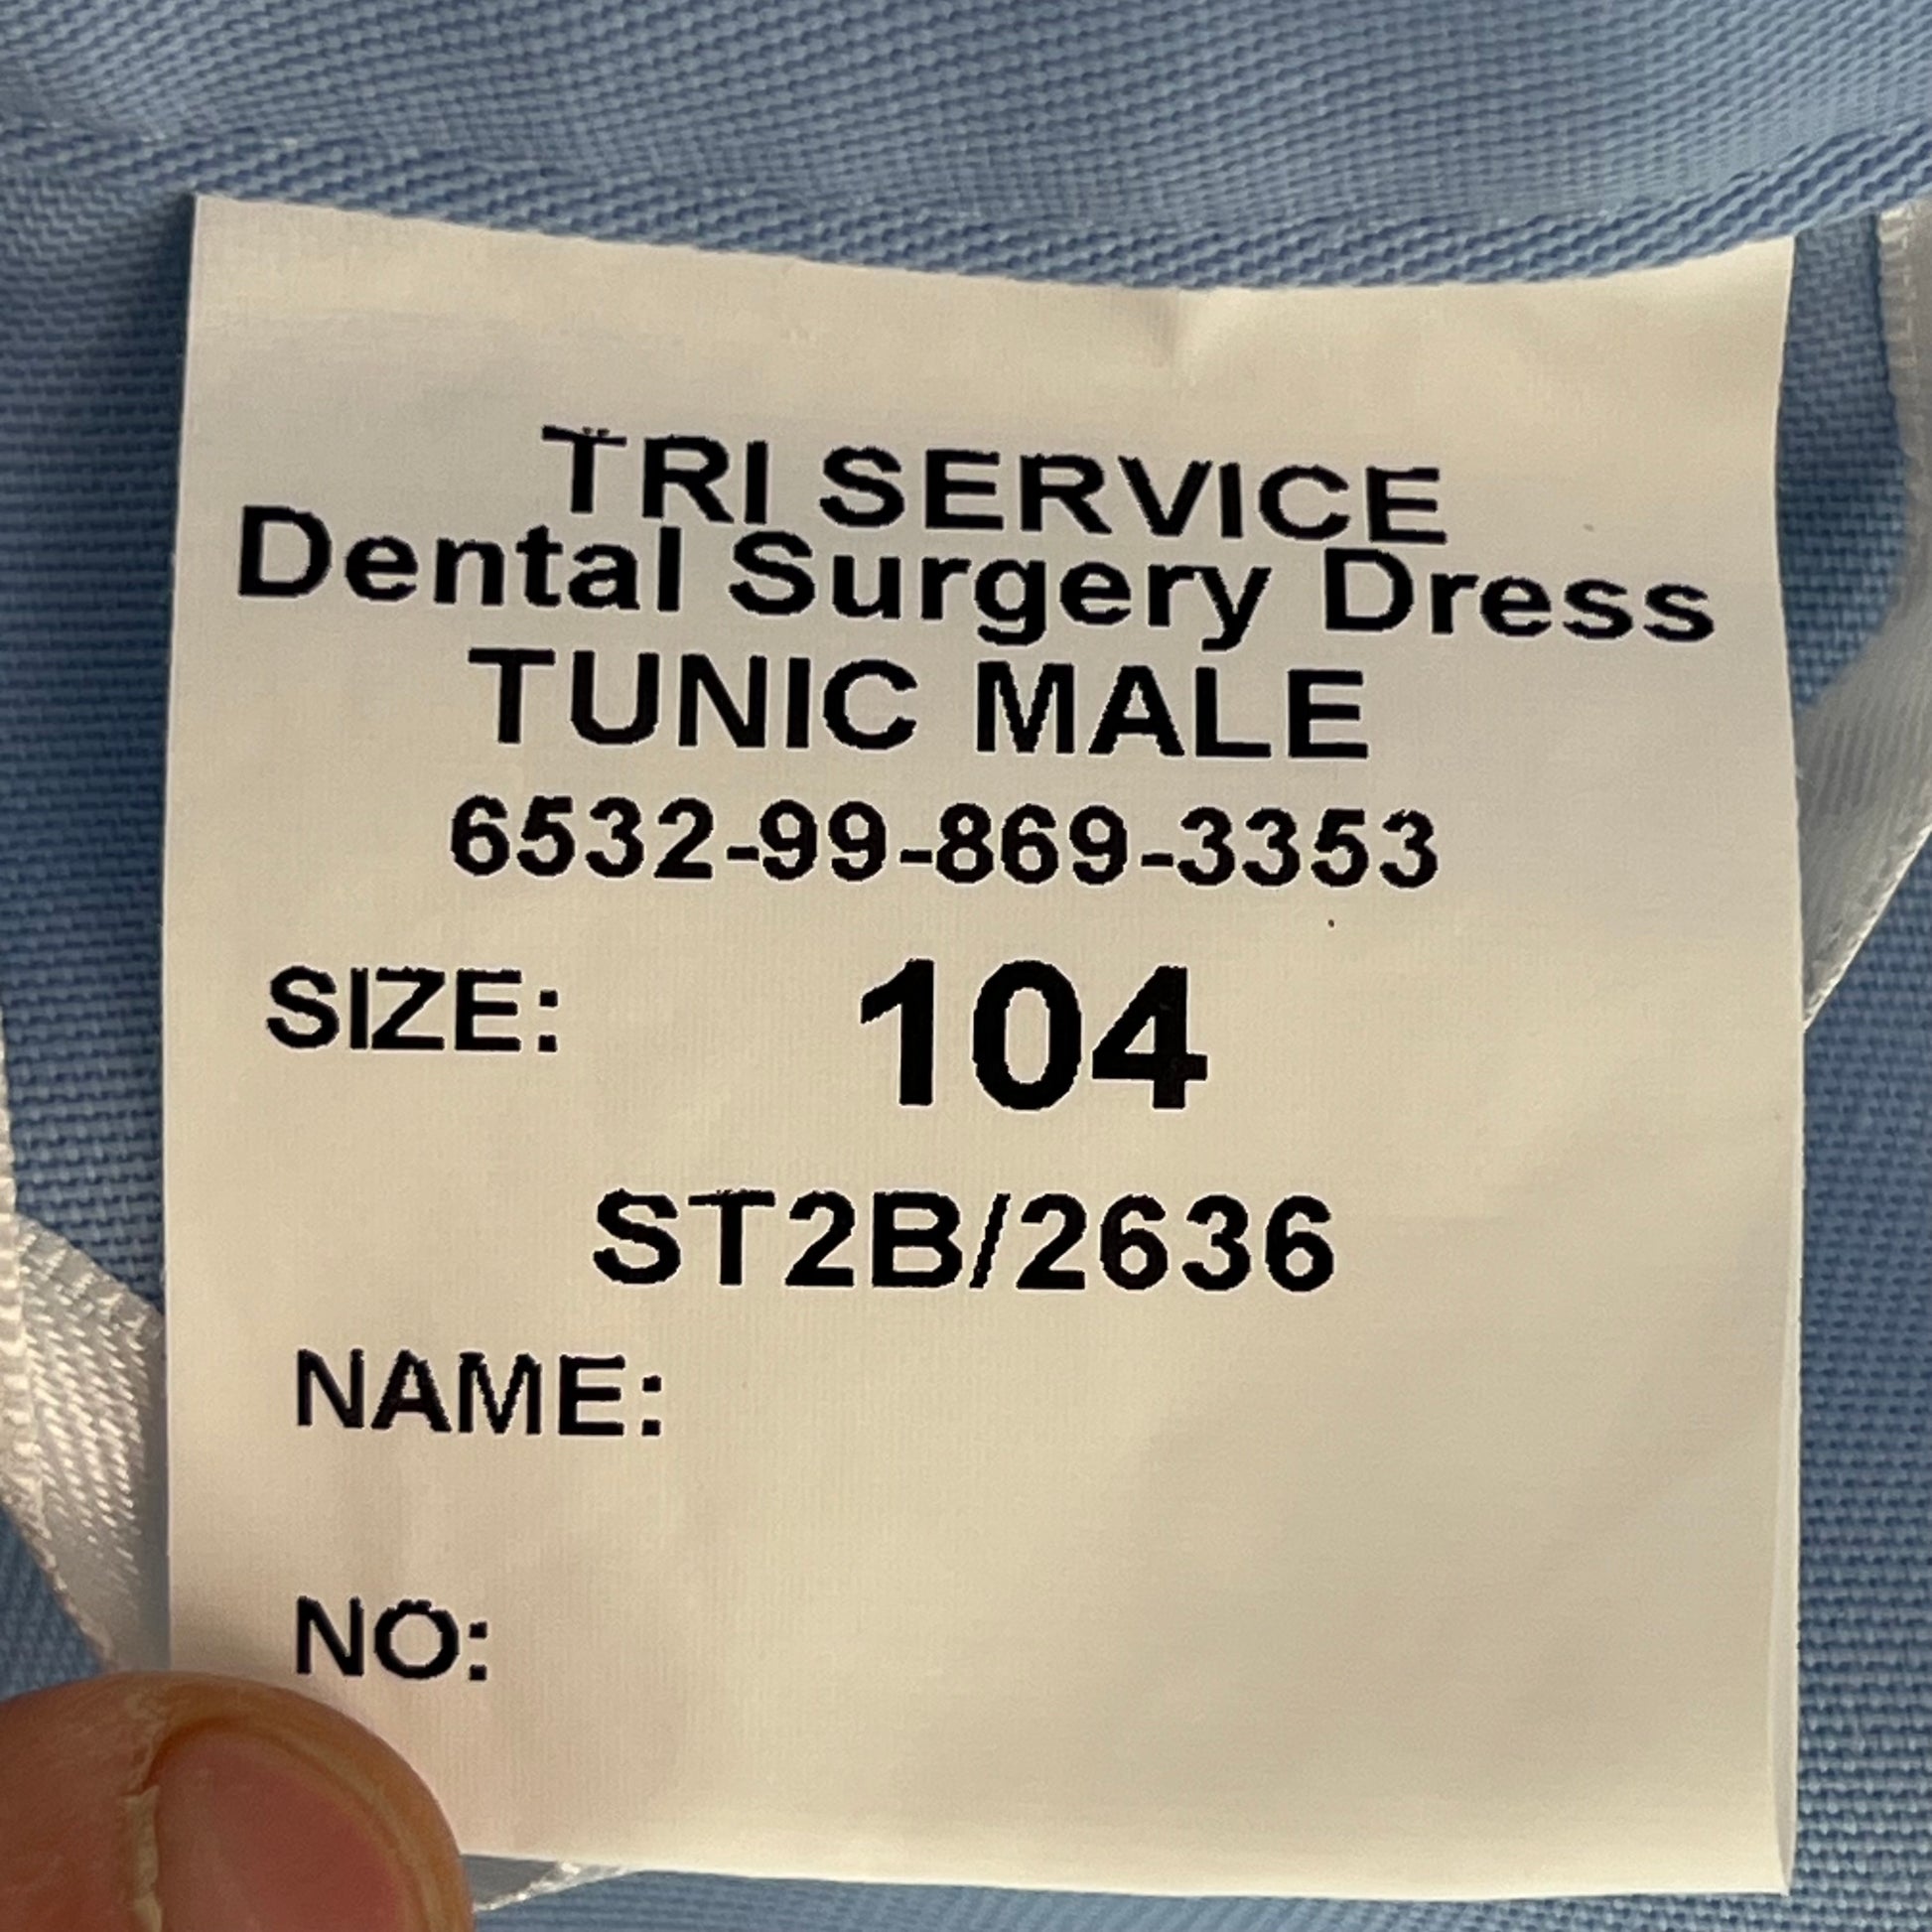 TRI SERVICE
Dental Surgery Dress
TUNIC MALE
6532-99-869-3353
SIZE: 104
ST2B/2636
NAME:
NO: